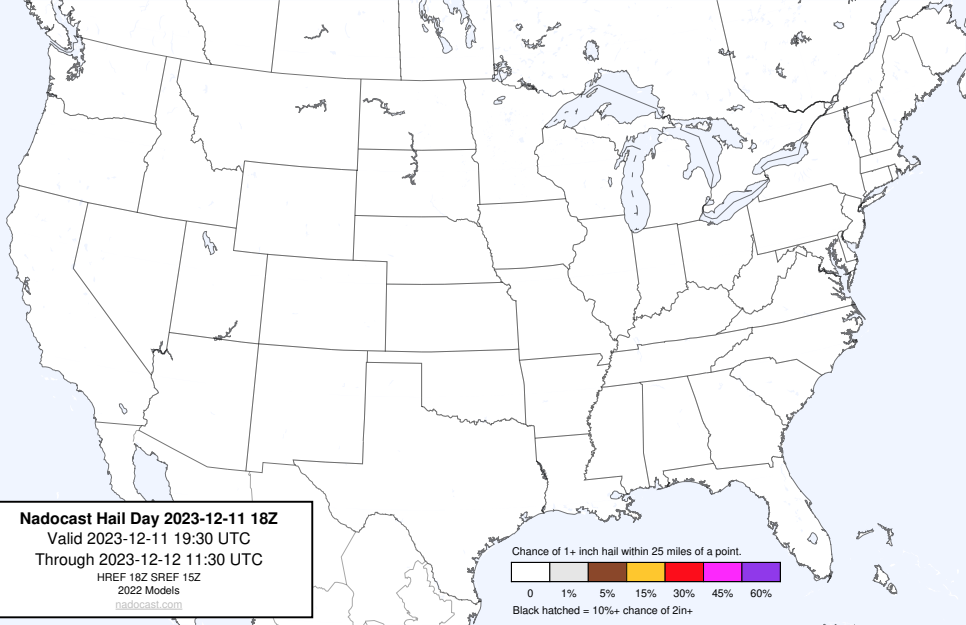 Nadocast Hail Day 2023-12-11 18Z
Valid 2023-12-11 19:30 UTC
Through 2023-12-12 11:30 UTC
HREF 18Z SREF 15Z
2022 Models
nadocast.com
Chance of 1+ inch hail within 25 miles of a point.
0 1% 5% 15% 30% 45% 60%
Black hatched = 10%+ chance of 2in+